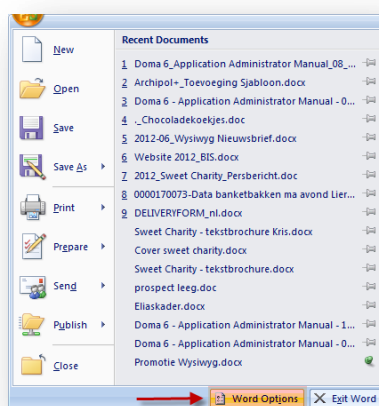 Recent Documents
New
Open
Save
Save As
Print
Prepare
Send
Publish
Close
1 Doma 6_Application Administrator Manual_08_...
2 Archipol+_Toevoeging Sjabloon.docx
3 Doma 6 - Application Administrator Manual - 0...
4 ._Chocoladekoekjes.doc
5 2012-06_Wysiwyg Nieuwsbrief.docx
6 Website 2012_BIS.docx
7 2012_Sweet Charity_Persbericht.doc
8 0000170073-Data banketbakken ma avond Lier...
9 DELIVERYFORM_nl.docx
Sweet Charity - tekstbrochure Kris.docx
Cover sweet charity.docx
Sweet Charity - tekstbrochure.docx
prospect leeg.doc
Eliaskader.docx
Doma 6 - Application Administrator Manual - 1...
Doma 6 - Application Administrator Manual - 0...
Promotie Wysiwyg.docx
Word Options
Exit Word